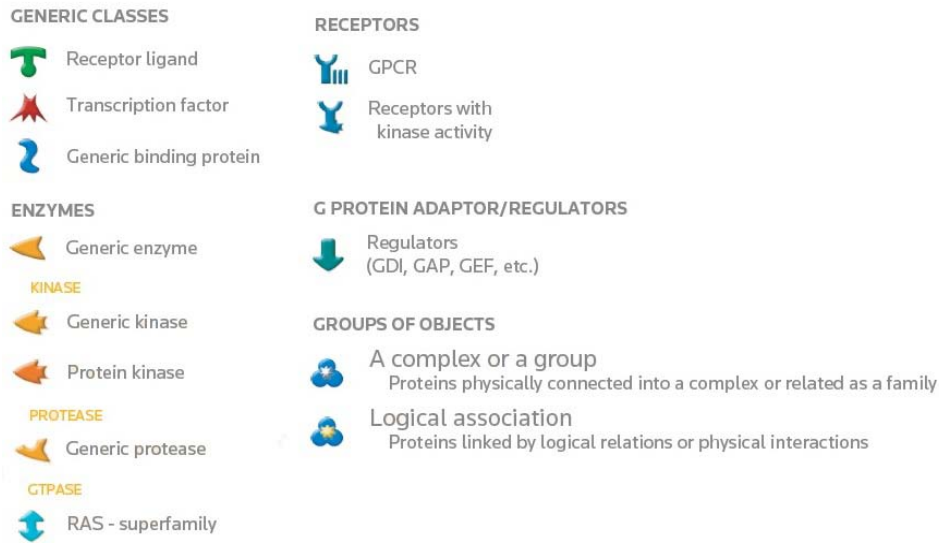 GENERIC CLASSES
Receptor ligand
Transcription factor
Generic binding protein
ENZYMES
Generic enzyme
KINASE
Generic kinase
Protein kinase
PROTEASE
Generic protease
GTPASE
RAS - superfamily
RECEPTORS
GPCR
Receptors with
kinase activity
G PROTEIN ADAPTOR/REGULATORS
Regulators
(GDI, GAP, GEF, etc.)
GROUPS OF OBJECTS
A complex or a group
Proteins physically connected into a complex or related as a family
Logical association
Proteins linked by logical relations or physical interactions